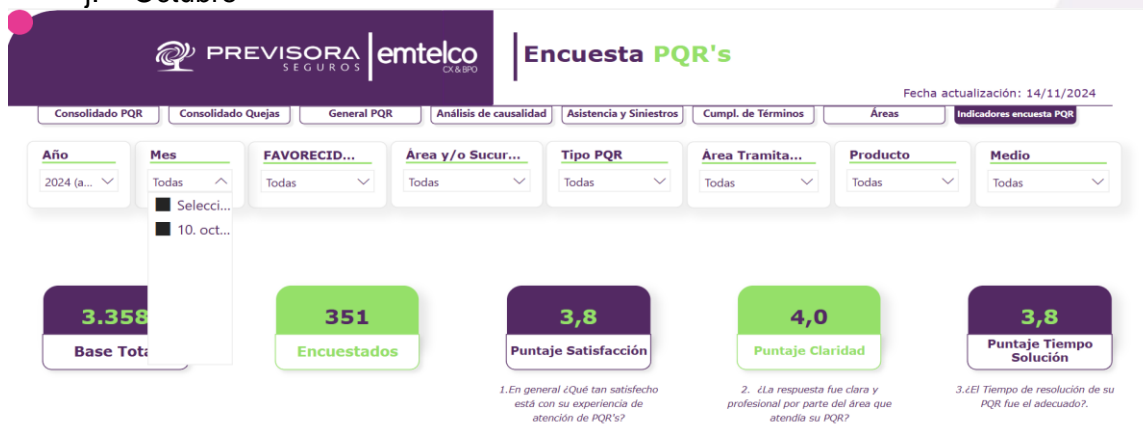 j. Octubre
PREVISORA SEGUROS emtelco CX & BPO Encuesta PQR's
Fecha actualización: 14/11/2024
Consolidado PQR Consolidado Quejas General PQR Análisis de causalidad Asistencia y Siniestros Cumpl. de Términos Áreas Indicadores encuesta PQR
Año Mes FAVORECID... Área y/o Sucur... Tipo PQR Área Tramita... Producto Medio
2024 (a... Todas Todas Todas Todas Todas Todas Todas
Selecci...
10. oct...
3.358 351 3,8 4,0 3,8
Base Tota Encuestados Puntaje Satisfacción Puntaje Claridad Puntaje Tiempo
Solución
1.En general ¿Qué tan satisfecho
está con su experiencia de
atención de PQR's?
2. ¿La respuesta fue clara y
profesional por parte del área que
atendía su PQR?
3.¿El Tiempo de resolución de su
PQR fue el adecuado?.